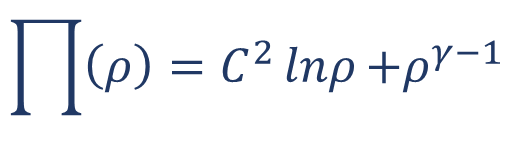 ∏(ρ) = C² lnρ +ρ^{γ−1}